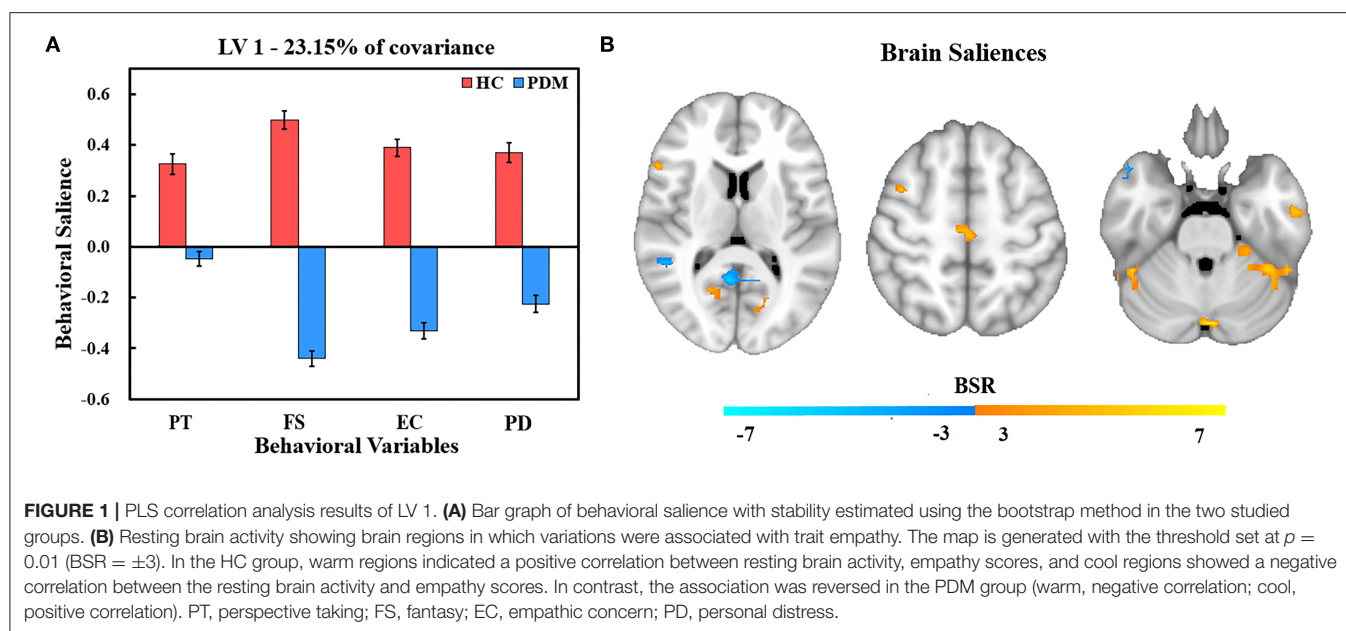 A
LV 1 - 23.15% of covariance
HC PDM
Behavioral Salience
0.6
0.4
0.2
0.0
-0.2
-0.4
-0.6
PT FS EC PD
Behavioral Variables
B
Brain Saliences
BSR
-7 -3 3 7
FIGURE 1 | PLS correlation analysis results of LV 1. (A) Bar graph of behavioral salience with stability estimated using the bootstrap method in the two studied
groups. (B) Resting brain activity showing brain regions in which variations were associated with trait empathy. The map is generated with the threshold set at p =
0.01 (BSR = ±3). In the HC group, warm regions indicated a positive correlation between resting brain activity, empathy scores, and cool regions showed a negative
correlation between the resting brain activity and empathy scores. In contrast, the association was reversed in the PDM group (warm, negative correlation; cool,
positive correlation). PT, perspective taking; FS, fantasy; EC, empathic concern; PD, personal distress.